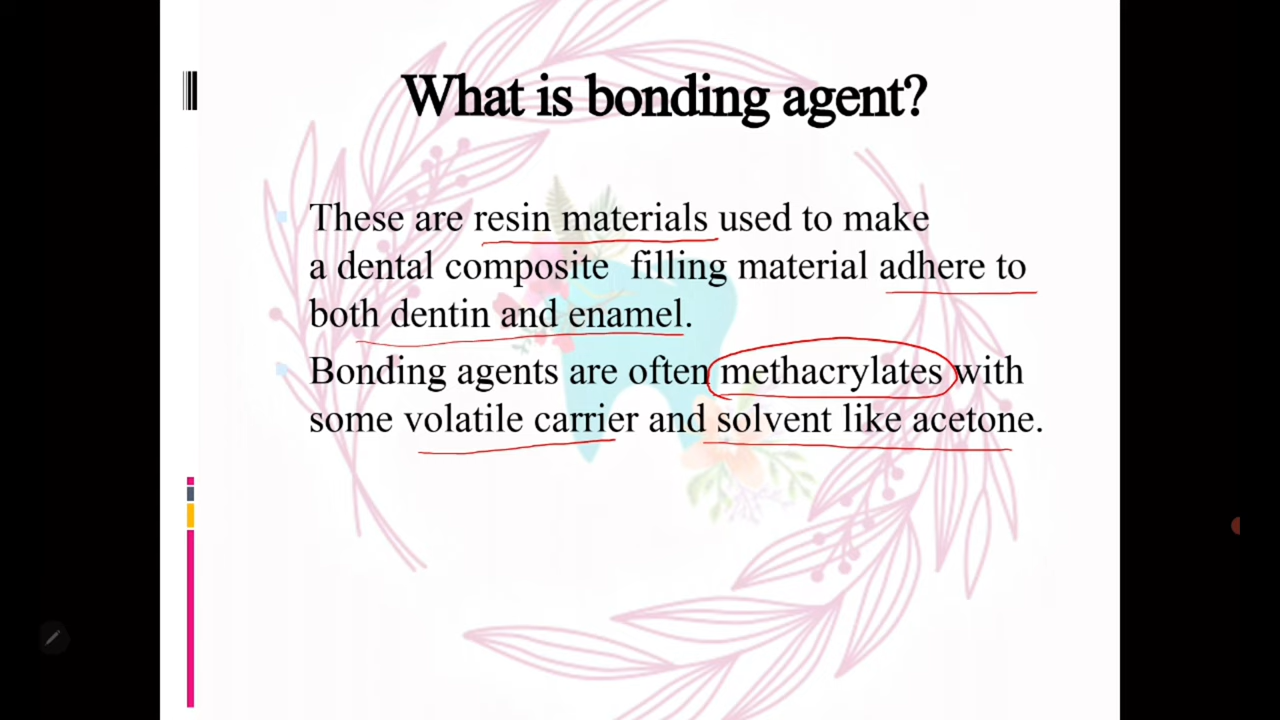 What is bonding agent?
These are resin materials used to make
a dental composite filling material adhere to
both dentin and enamel.
Bonding agents are often methacrylates with
some volatile carrier and solvent like acetone.